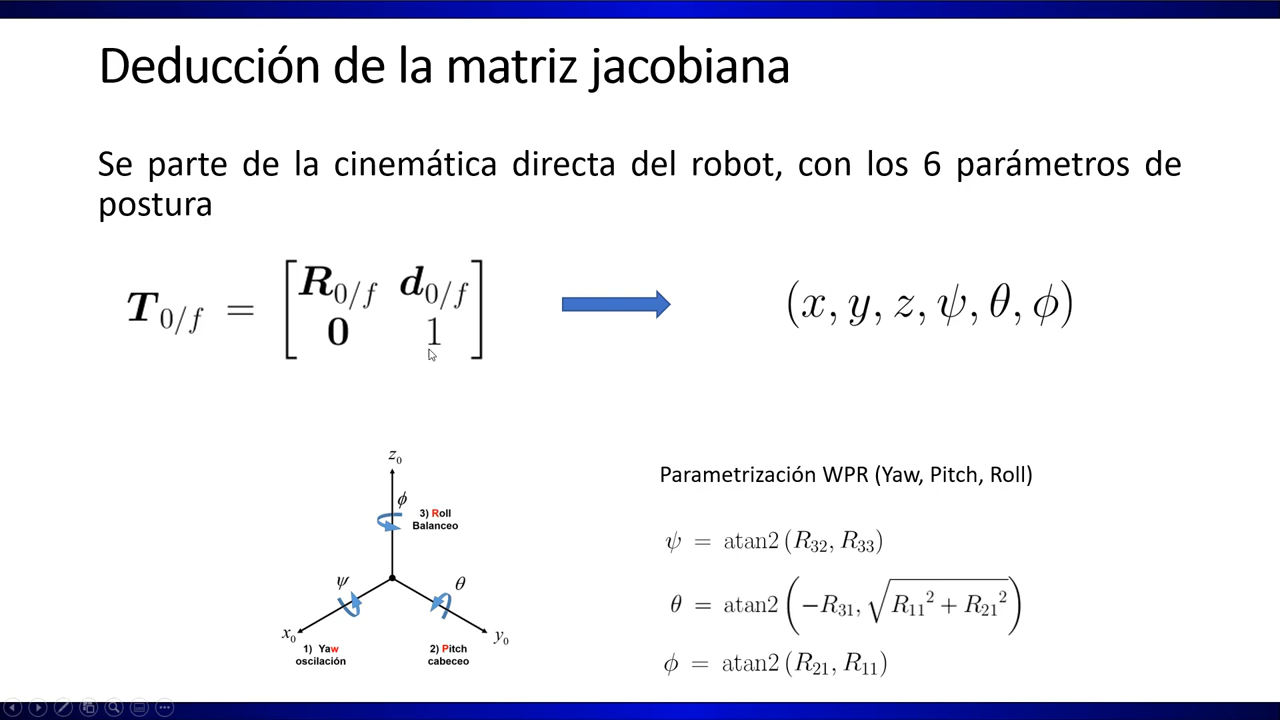 Deducción de la matriz jacobiana
Se parte de la cinemática directa del robot, con los 6 parámetros de
postura
T0/f = [R0/f d0/f
0 1]
(x, y, z, ψ, θ, ϕ)
z0
ϕ
3) Roll
Balanceo
ψ
θ
x0
y0
1) Yaw
oscilación
2) Pitch
cabeceo
Parametrización WPR (Yaw, Pitch, Roll)
ψ = atan2 (R32, R33)
θ = atan2 (−R31, √(R11² + R21²))
ϕ = atan2 (R21, R11)